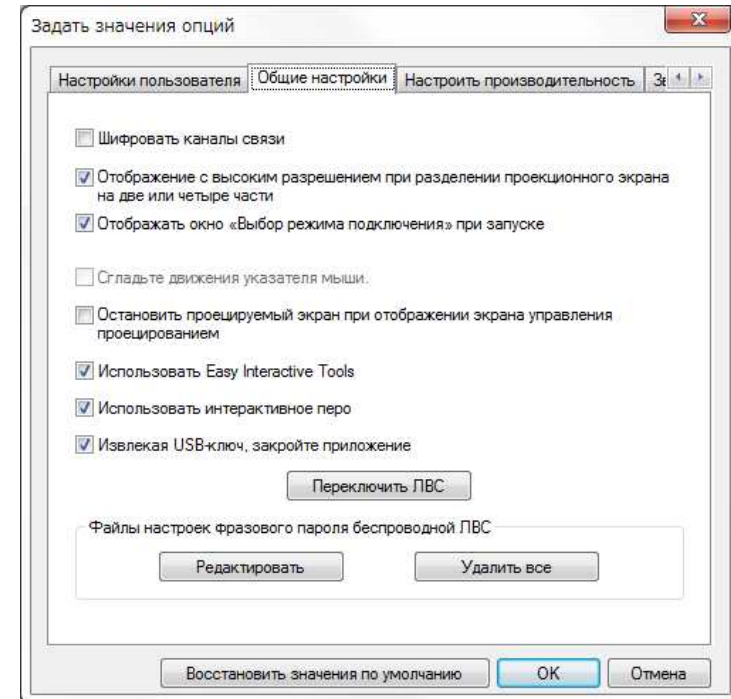 Задать значения опций
Настройки пользователя Общие настройки Настроить производительность
Шифровать каналы связи
Отображение с высоким разрешением при разделении проекционного экрана
на две или четыре части
Отображать окно «Выбор режима подключения» при запуске
Сгладьте движения указателя мыши.
Остановить проецируемый экран при отображении экрана управления
проецированием
Использовать Easy Interactive Tools
Использовать интерактивное перо
Извлекая USB-ключ, закройте приложение
Переключить ЛВС
Файлы настроек фразового пароля беспроводной ЛВС
Редактировать Удалить все
Восстановить значения по умолчанию OK Отмена